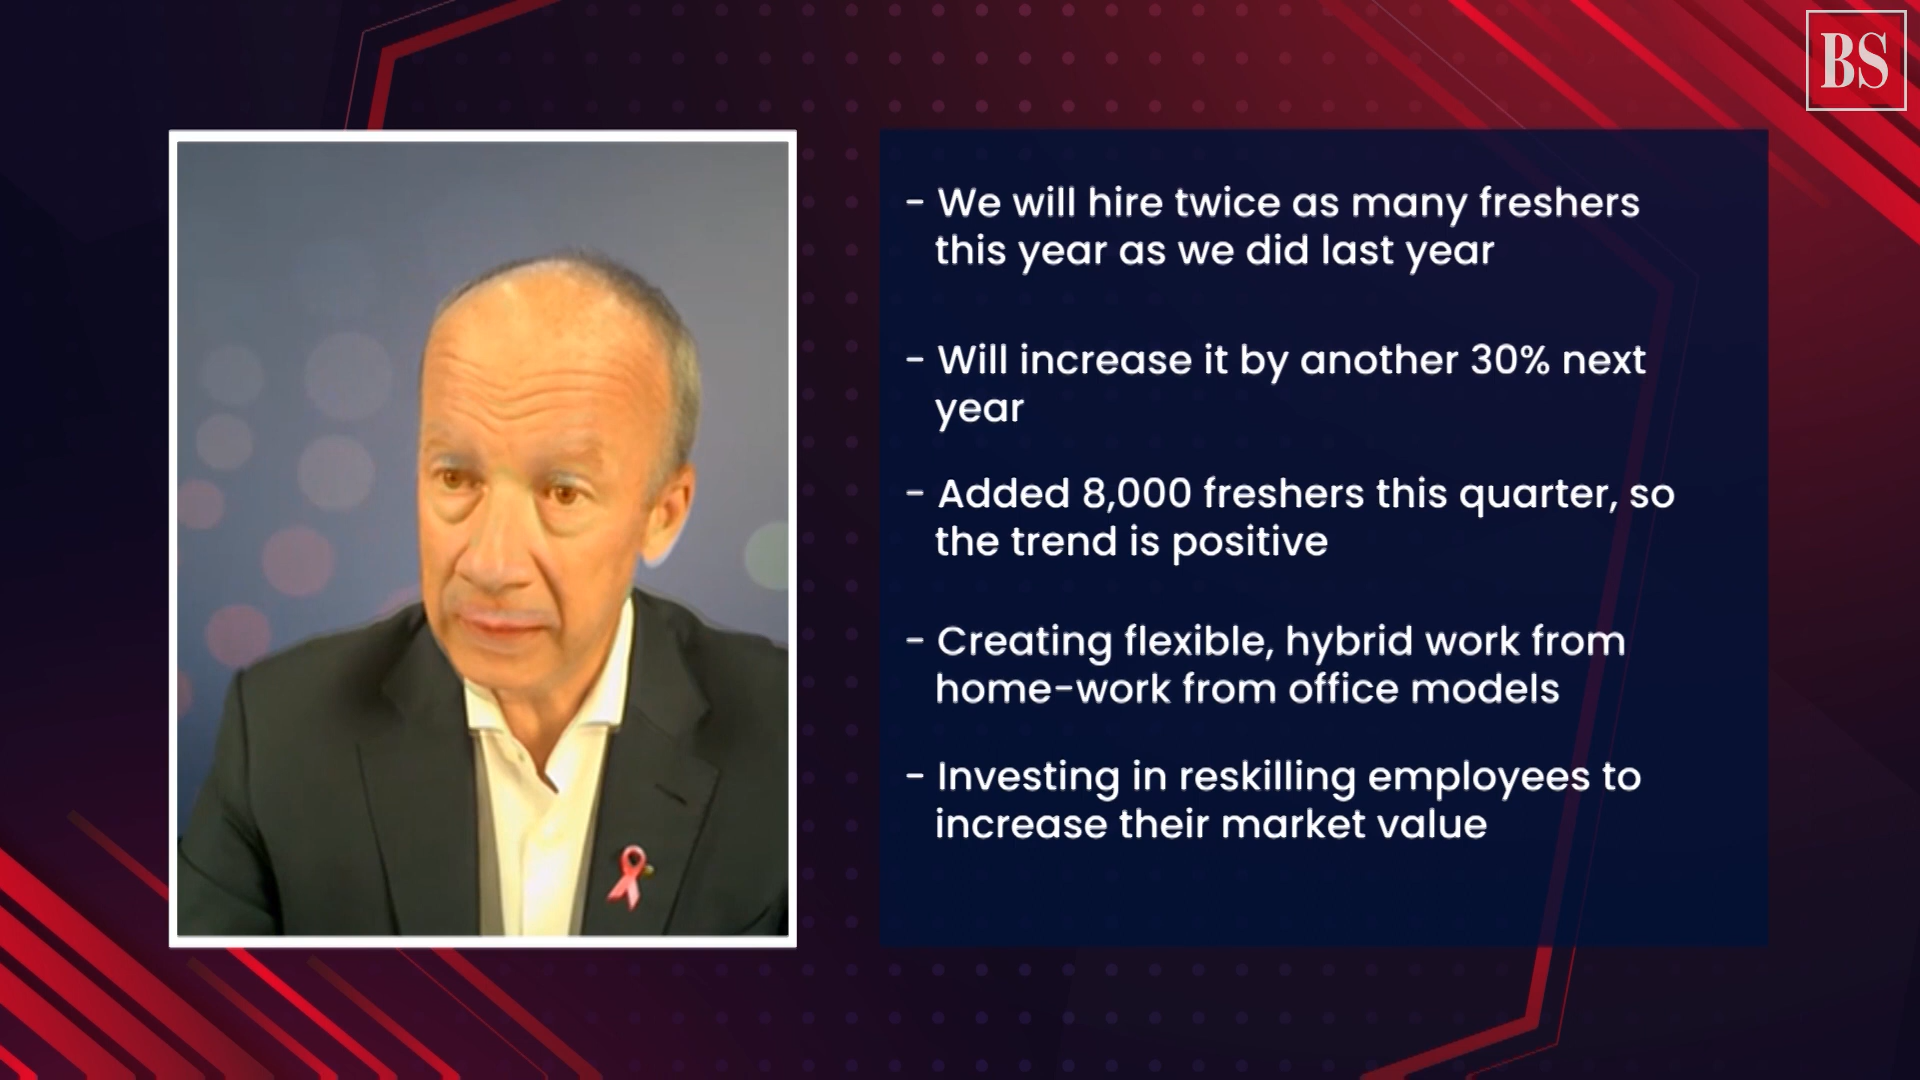 BS
- We will hire twice as many freshers
this year as we did last year
- Will increase it by another 30% next
year
- Added 8,000 freshers this quarter, so
the trend is positive
- Creating flexible, hybrid work from
home-work from office models
- Investing in reskilling employees to
increase their market value